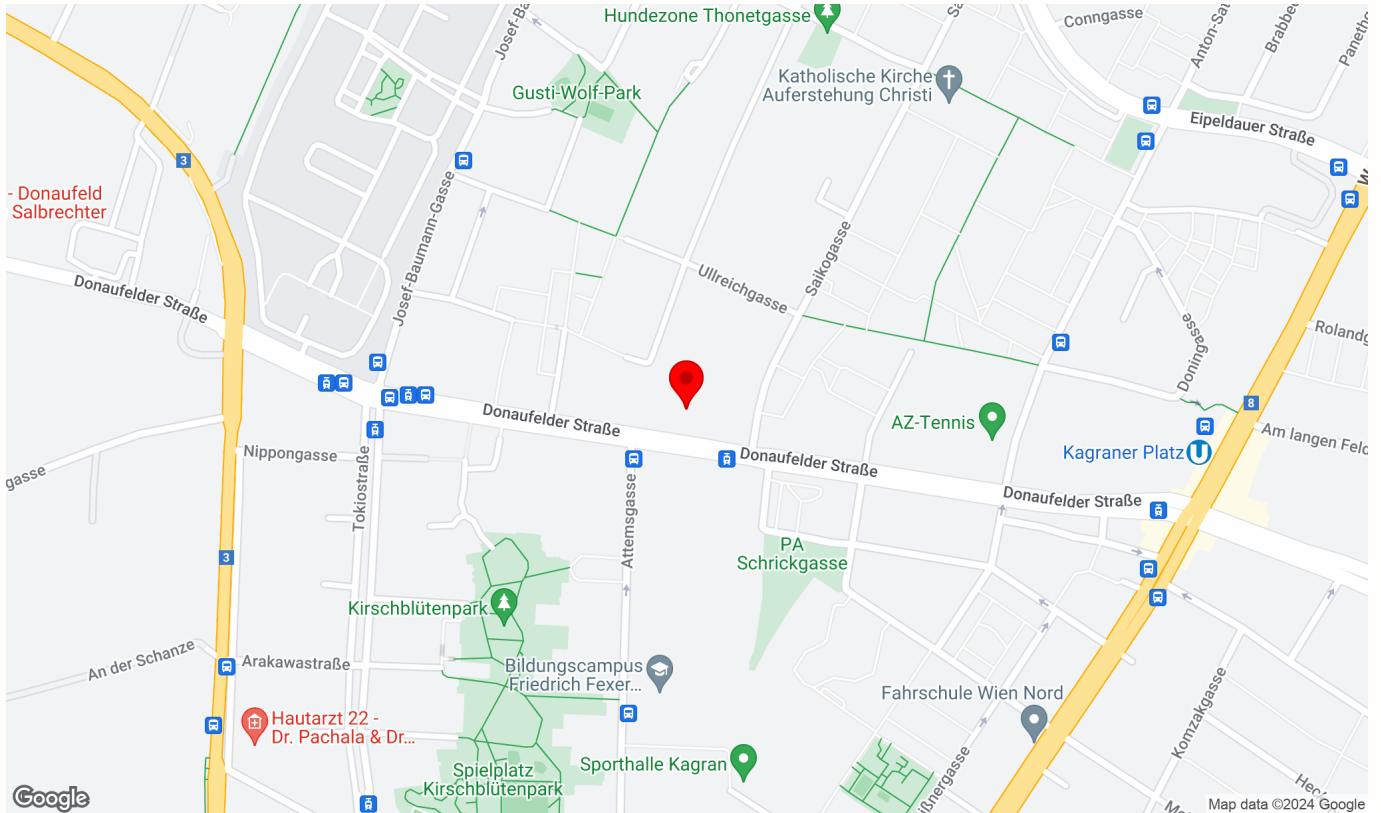 Hundezone Thonetgasse
Conngasse
Katholische Kirche
Auferstehung Christi
Gusti-Wolf-Park
Eipeldauer Straße
3
- Donaufeld
Salbrechter
Josef-Baumann-Gasse
Saikogasse
Ullreichgasse
Donaufelder Straße
Rolandg
Doningasse
8
AZ-Tennis
Donaufelder Straße
Am langen Feld
Kagraner Platz
U
Nippongasse
gasse
Donaufelder Straße
Donaufelder Straße
Tokiostraße
Attemsgasse
PA
Schrickgasse
3
Kirschblütenpark
An der Schanze
Arakawastraße
Bildungscampus
Friedrich Fexer...
Fahrschule Wien Nord
Hautarzt 22 -
Dr. Pachala & Dr...
Komzakgasse
Sporthalle Kagran
Spielplatz
Kirschblütenpark
ißnergasse
Google
Map data ©2024 Google